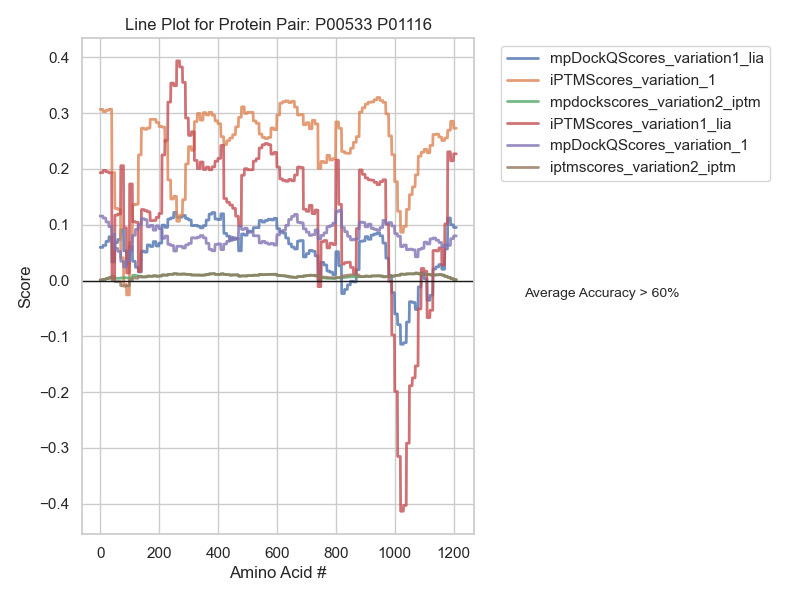 Line Plot for Protein Pair: P00533 P01116
mpDockQScores_variation1_lia
iPTMScores_variation_1
mpdockscores_variation2_iptm
iPTMScores_variation1_lia
mpDockQScores_variation_1
iptmscores_variation2_iptm
Average Accuracy > 60%
Score
0.4
0.3
0.2
0.1
0.0
−0.1
−0.2
−0.3
−0.4
0 200 400 600 800 1000 1200
Amino Acid #